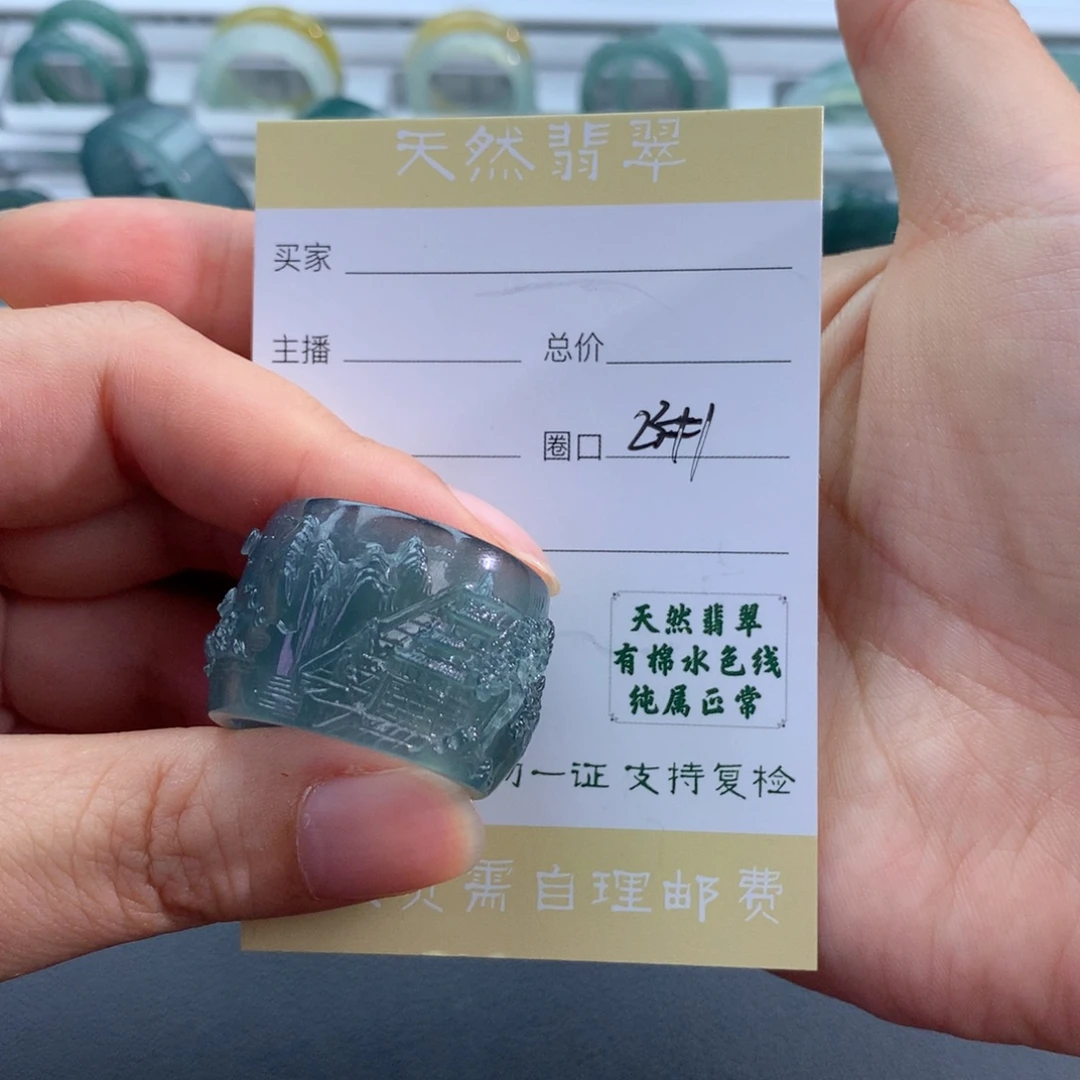 天然翡翠
买家
主播 总价
圈口
天然翡翠
有棉水色线
纯属正常
一证 支持复检
需自理邮费